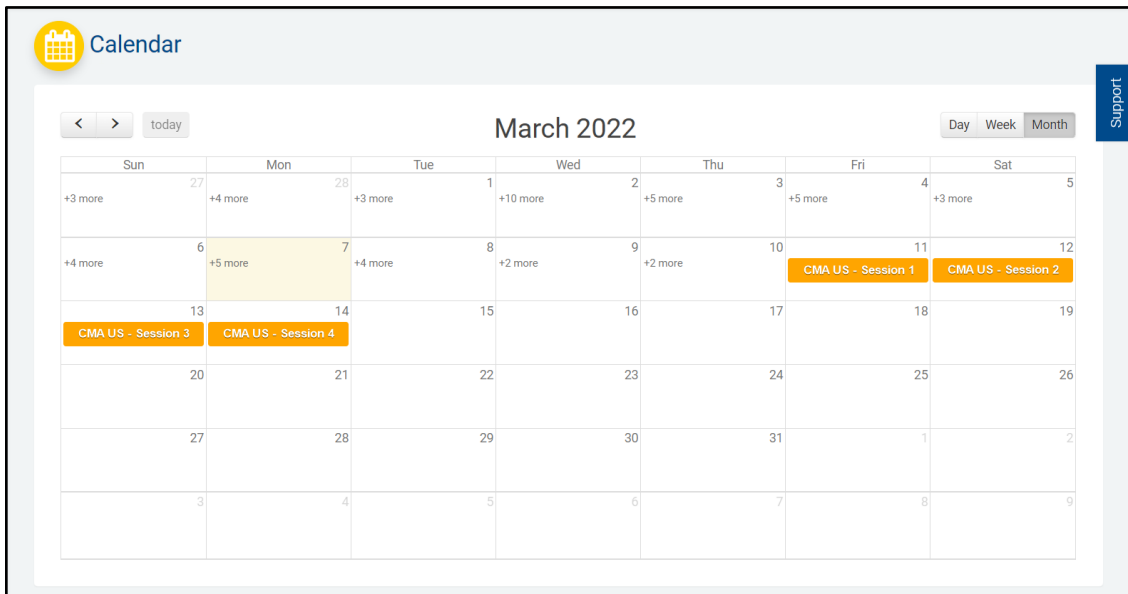 Calendar
Support
today
March 2022
Day Week Month
Sun Mon Tue Wed Thu Fri Sat
27 28 1 2 3 4 5
+3 more +4 more +3 more +10 more +5 more +5 more +3 more
6 7 8 9 10 11 12
+4 more +5 more +4 more +2 more +2 more CMA US - Session 1 CMA US - Session 2
13 14 15 16 17 18 19
CMA US - Session 3 CMA US - Session 4
20 21 22 23 24 25 26
27 28 29 30 31 1 2
3 4 5 6 7 8 9